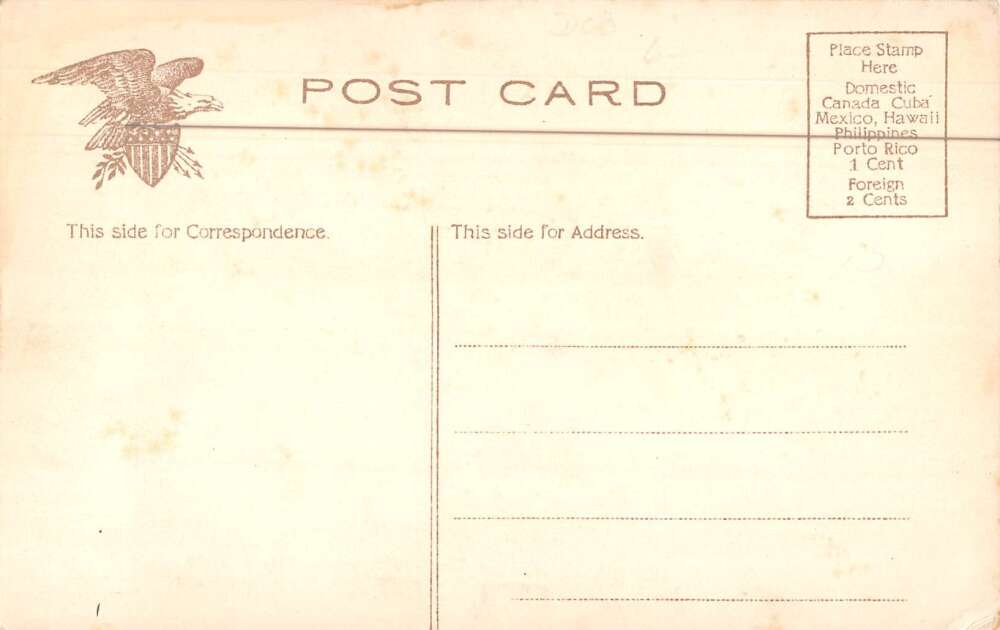 POST CARD
Place Stamp
Here
Domestic
Canada Cuba
Mexico, Hawaii
Philippines
Porto Rico
1 Cent
Foreign
2 Cents
This side for Correspondence.
This side for Address.